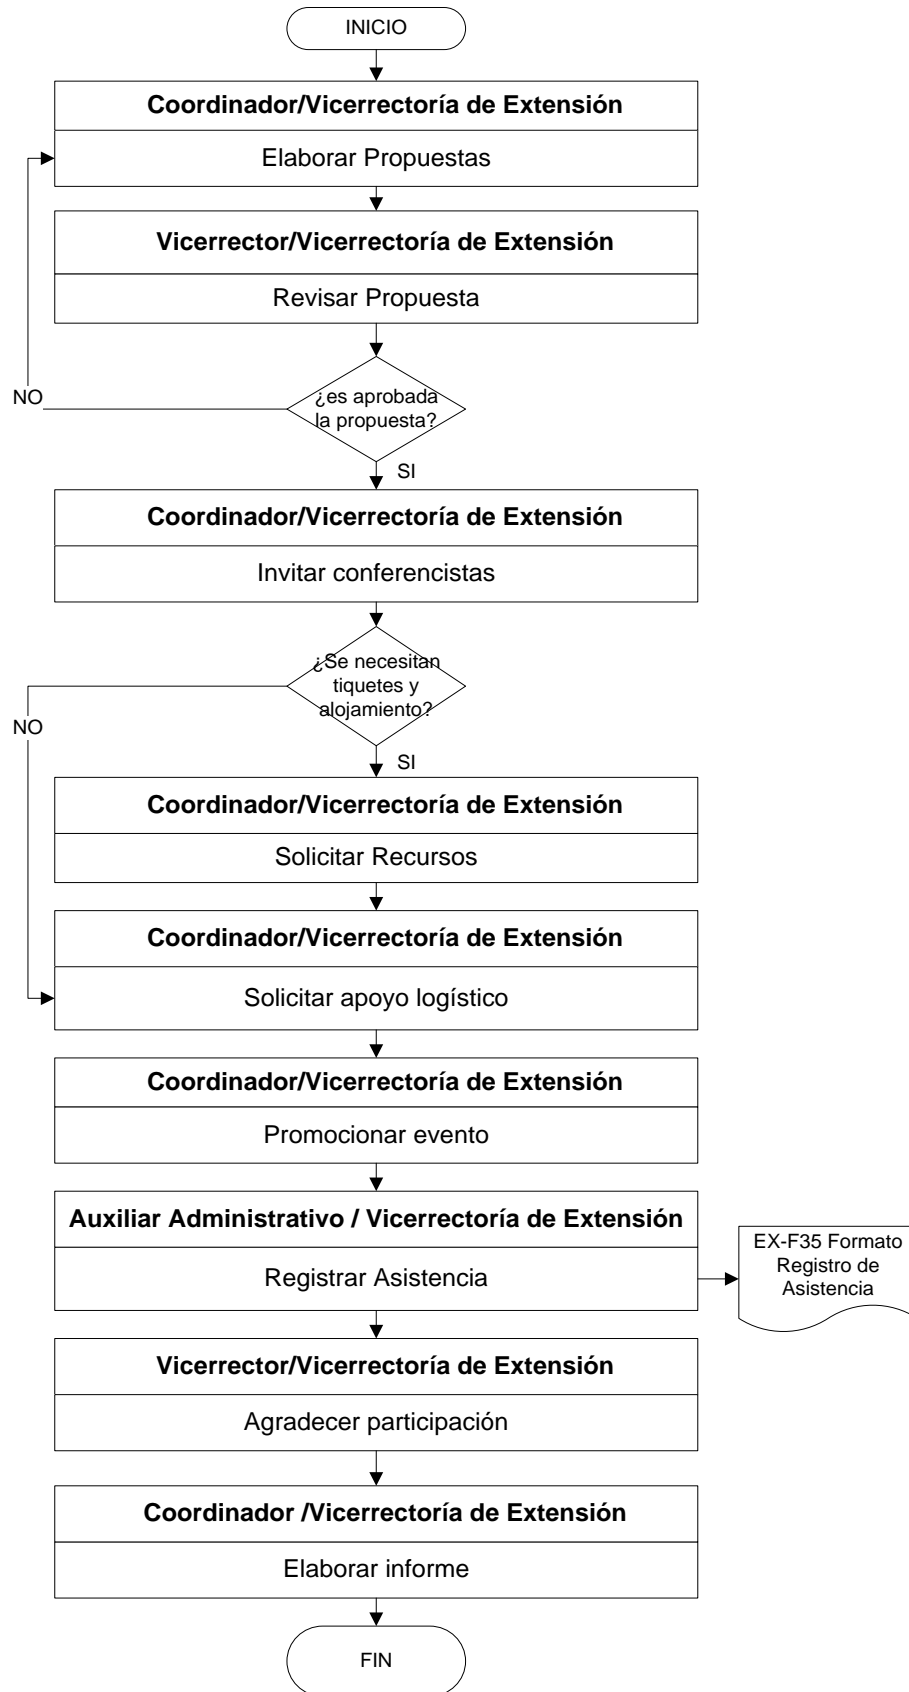 INICIO
Coordinador/Vicerrectoría de Extensión
Elaborar Propuestas
Vicerrector/Vicerrectoría de Extensión
Revisar Propuesta
¿es aprobada
la propuesta?
NO
SI
Coordinador/Vicerrectoría de Extensión
Invitar conferencistas
¿Se necesitan
tiquetes y
alojamiento?
NO
SI
Coordinador/Vicerrectoría de Extensión
Solicitar Recursos
Coordinador/Vicerrectoría de Extensión
Solicitar apoyo logístico
Coordinador/Vicerrectoría de Extensión
Promocionar evento
Auxiliar Administrativo / Vicerrectoría de Extensión
Registrar Asistencia
EX-F35 Formato
Registro de
Asistencia
Vicerrector/Vicerrectoría de Extensión
Agradecer participación
Coordinador /Vicerrectoría de Extensión
Elaborar informe
FIN